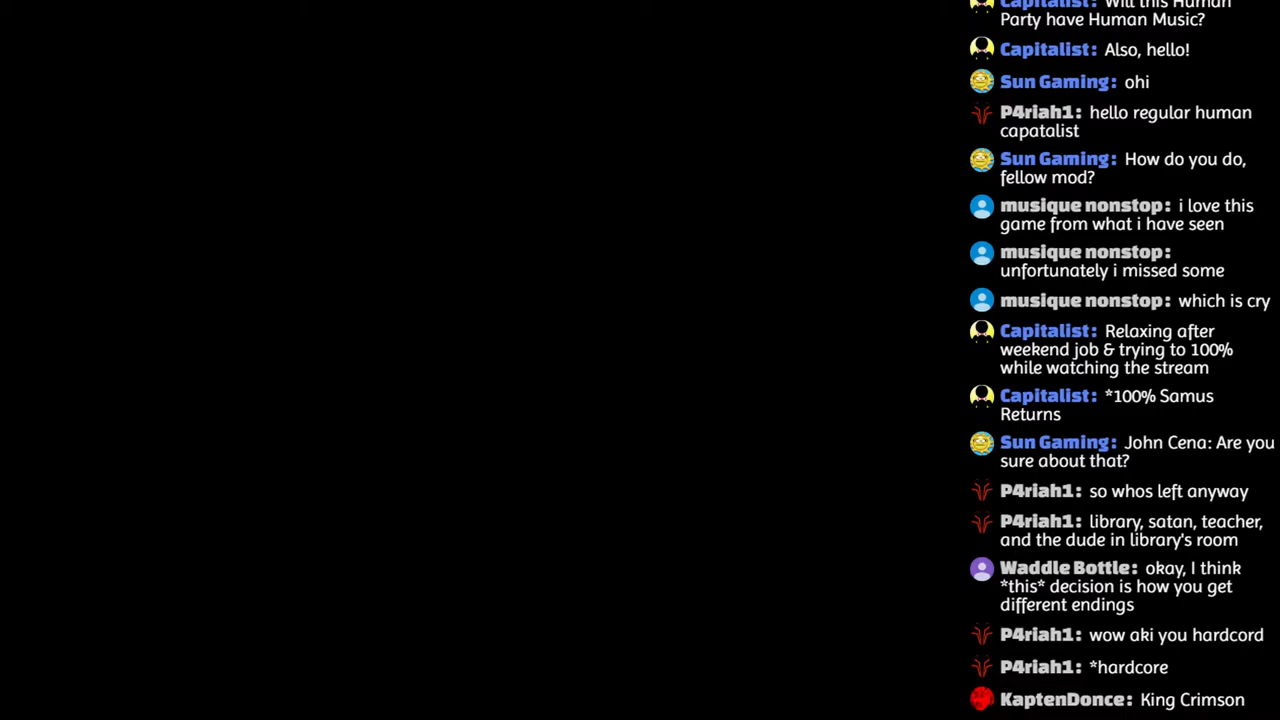 Capitalist: Will this Human
Party have Human Music?
Capitalist: Also, hello!
Sun Gaming: ohi
P4riah1: hello regular human
capatalist
Sun Gaming: How do you do,
fellow mod?
musique nonstop: i love this
game from what i have seen
musique nonstop:
unfortunately i missed some
musique nonstop: which is cry
Capitalist: Relaxing after
weekend job & trying to 100%
while watching the stream
Capitalist: *100% Samus
Returns
Sun Gaming: John Cena: Are you
sure about that?
P4riah1: so whos left anyway
P4riah1: library, satan, teacher,
and the dude in library's room
Waddle Bottle: okay, I think
*this* decision is how you get
different endings
P4riah1: wow aki you hardcord
P4riah1: *hardcore
KaptenDonce: King Crimson